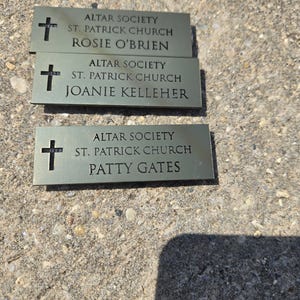 ALTAR SOCIETY
ST. PATRICK CHURCH
ROSIE O'BRIEN
ALTAR SOCIETY
ST. PATRICK CHURCH
JOANIE KELLEHER
ALTAR SOCIETY
ST. PATRICK CHURCH
PATTY GATES